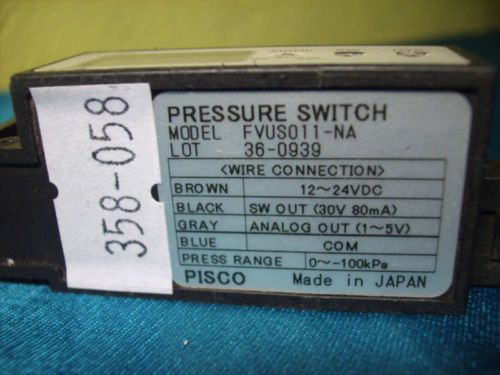 PRESSURE SWITCH
MODEL FVUS011-NA
LOT 36-0939
<WIRE CONNECTION>
BROWN 12~24VDC
BLACK SW OUT (30V 80mA)
GRAY ANALOG OUT (1~5V)
BLUE COM
PRESS RANGE 0~-100kPa
PISCO Made in JAPAN
358-058